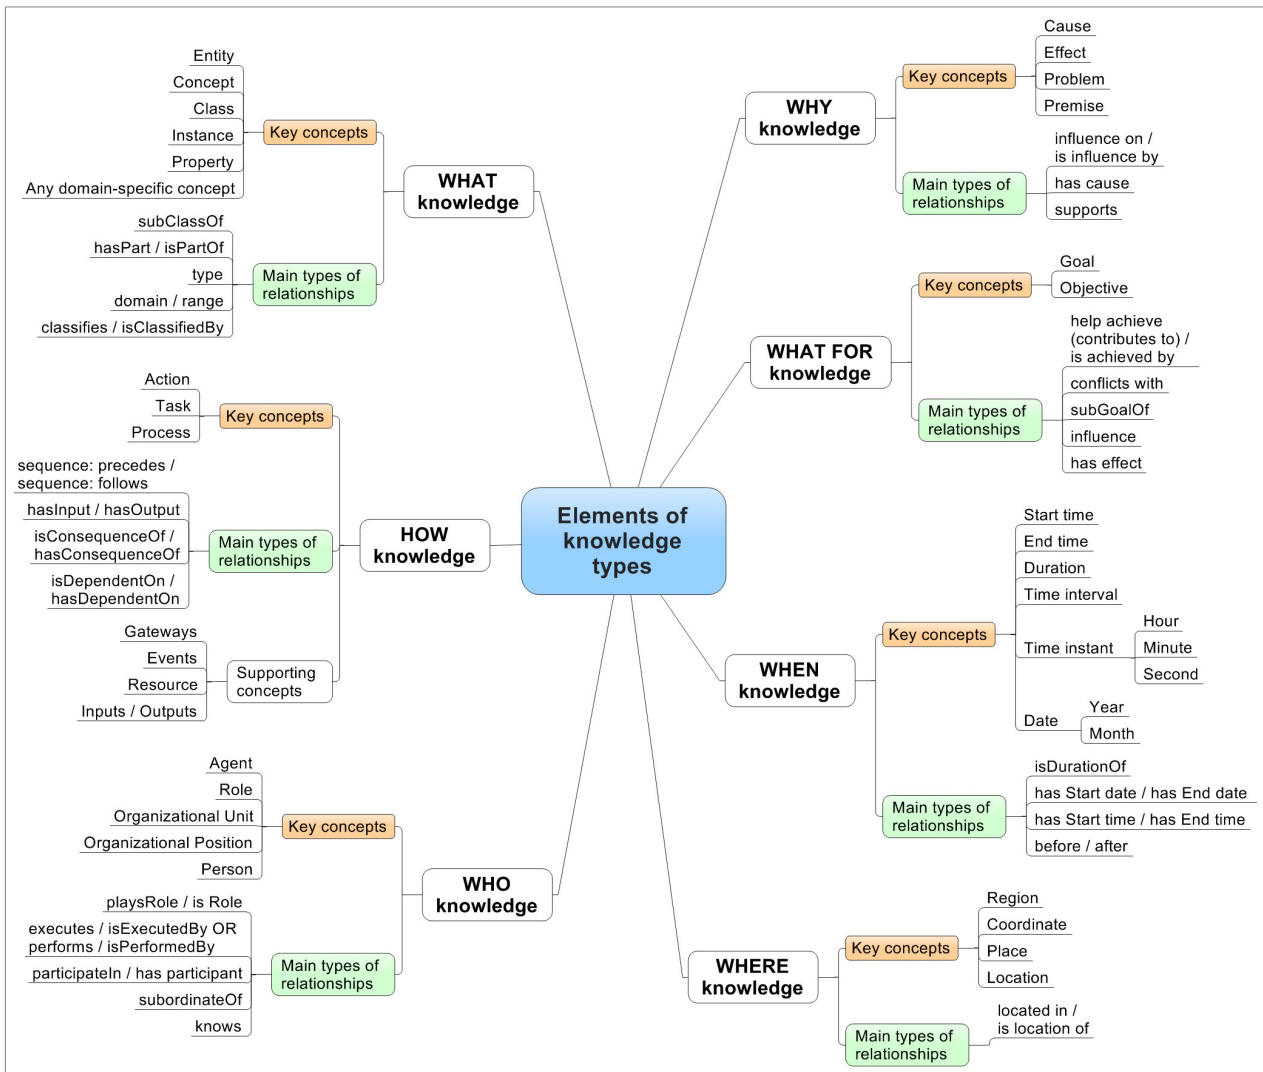 Elements of
knowledge
types
WHAT
knowledge
Key concepts
Entity
Concept
Class
Instance
Property
Any domain-specific concept
Main types of
relationships
subClassOf
hasPart / isPartOf
type
domain / range
classifies / isClassifiedBy
HOW
knowledge
Key concepts
Action
Task
Process
Main types of
relationships
sequence: precedes /
sequence: follows
hasInput / hasOutput
isConsequenceOf /
hasConsequenceOf
isDependentOn /
hasDependentOn
Supporting
concepts
Gateways
Events
Resource
Inputs / Outputs
WHO
knowledge
Key concepts
Agent
Role
Organizational Unit
Organizational Position
Person
Main types of
relationships
playsRole / is Role
executes / isExecutedBy OR
performs / isPerformedBy
participateIn / has participant
subordinateOf
knows
WHY
knowledge
Key concepts
Cause
Effect
Problem
Premise
Main types of
relationships
influence on /
is influence by
has cause
supports
WHAT FOR
knowledge
Key concepts
Goal
Objective
Main types of
relationships
help achieve
(contributes to) /
is achieved by
conflicts with
subGoalOf
influence
has effect
WHEN
knowledge
Key concepts
Start time
End time
Duration
Time interval
Time instant
Hour
Minute
Second
Date
Year
Month
Main types of
relationships
isDurationOf
has Start date / has End date
has Start time / has End time
before / after
WHERE
knowledge
Key concepts
Region
Coordinate
Place
Location
Main types of
relationships
located in /
is location of